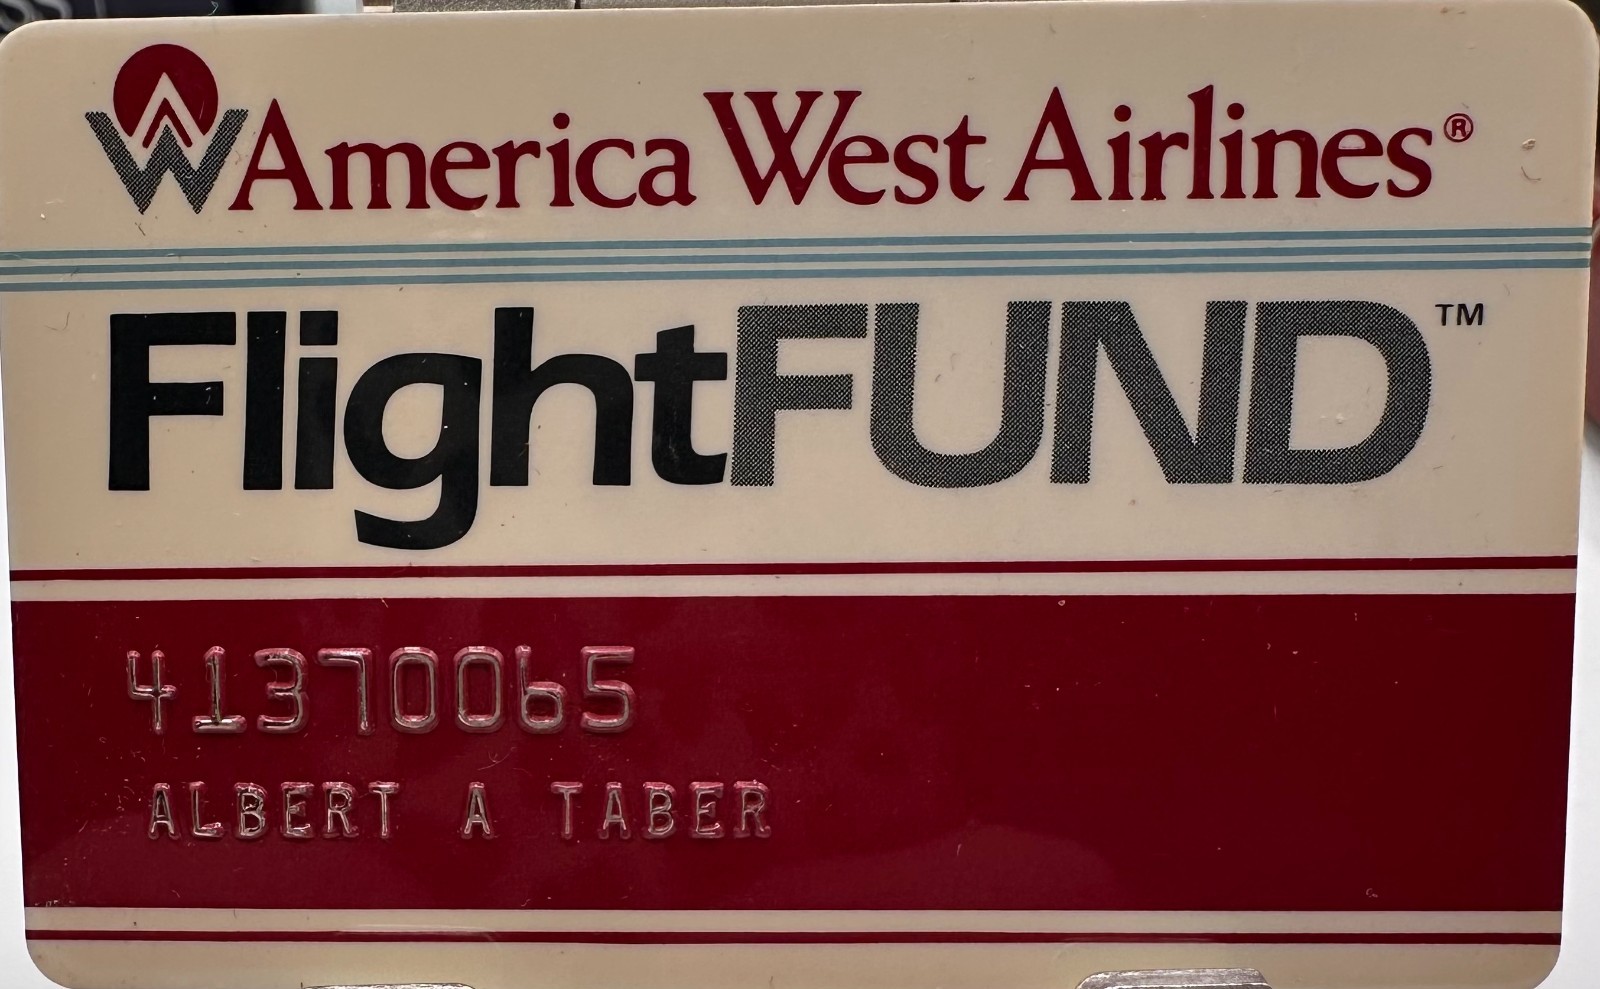 America West Airlines®
FlightFUND™
41370065
ALBERT A TABER